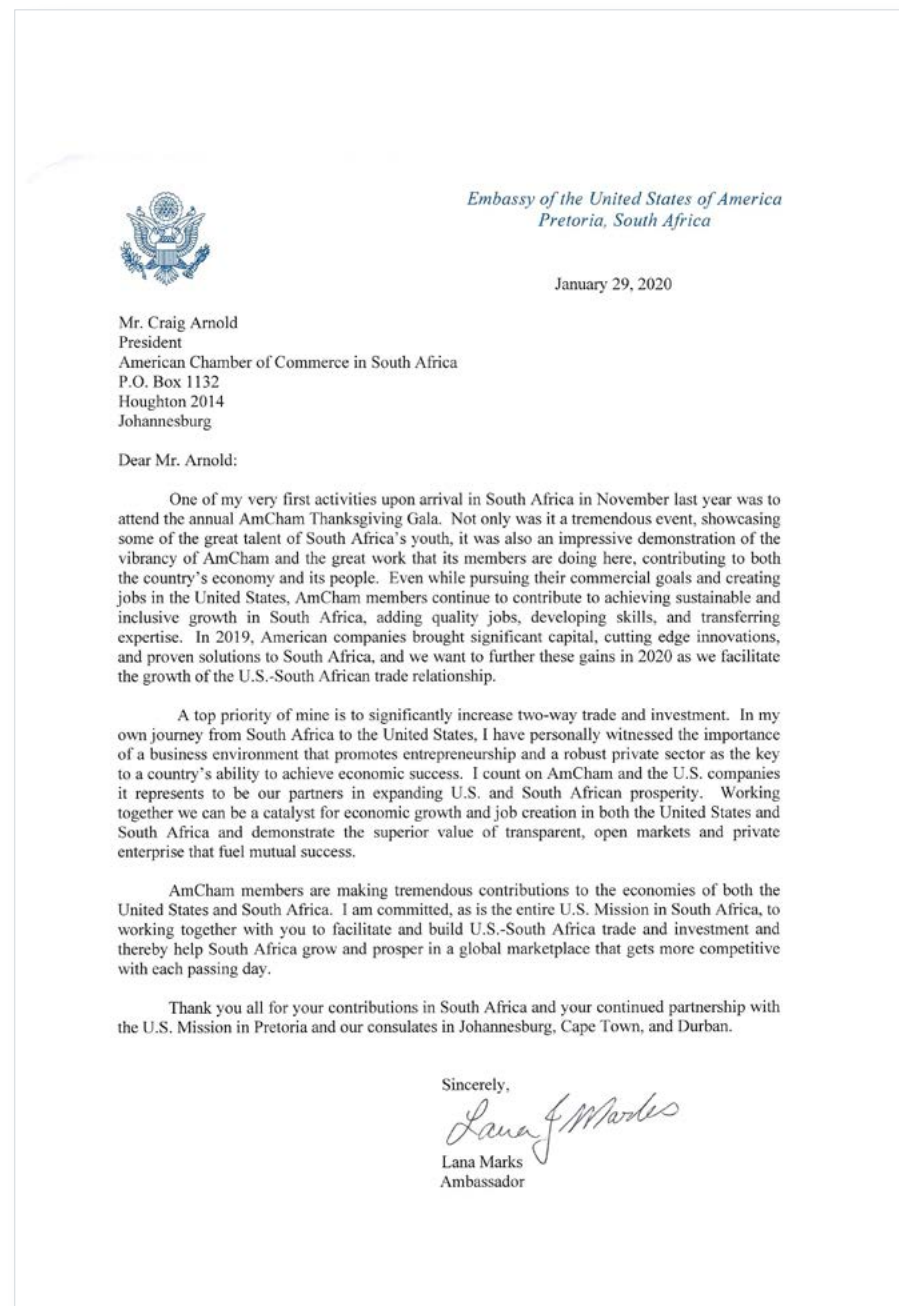 Embassy of the United States of America
Pretoria, South Africa
January 29, 2020
Mr. Craig Arnold
President
American Chamber of Commerce in South Africa
P.O. Box 1132
Houghton 2014
Johannesburg
Dear Mr. Arnold:
One of my very first activities upon arrival in South Africa in November last year was to
attend the annual AmCham Thanksgiving Gala. Not only was it a tremendous event, showcasing
some of the great talent of South Africa's youth, it was also an impressive demonstration of the
vibrancy of AmCham and the great work that its members are doing here, contributing to both
the country's economy and its people. Even while pursuing their commercial goals and creating
jobs in the United States, AmCham members continue to contribute to achieving sustainable and
inclusive growth in South Africa, adding quality jobs, developing skills, and transferring
expertise. In 2019, American companies brought significant capital, cutting edge innovations,
and proven solutions to South Africa, and we want to further these gains in 2020 as we facilitate
the growth of the U.S.-South African trade relationship.
A top priority of mine is to significantly increase two-way trade and investment. In my
own journey from South Africa to the United States, I have personally witnessed the importance
of a business environment that promotes entrepreneurship and a robust private sector as the key
to a country's ability to achieve economic success. I count on AmCham and the U.S. companies
it represents to be our partners in expanding U.S. and South African prosperity. Working
together we can be a catalyst for economic growth and job creation in both the United States and
South Africa and demonstrate the superior value of transparent, open markets and private
enterprise that fuel mutual success.
AmCham members are making tremendous contributions to the economies of both the
United States and South Africa. I am committed, as is the entire U.S. Mission in South Africa, to
working together with you to facilitate and build U.S.-South Africa trade and investment and
thereby help South Africa grow and prosper in a global marketplace that gets more competitive
with each passing day.
Thank you all for your contributions in South Africa and your continued partnership with
the U.S. Mission in Pretoria and our consulates in Johannesburg, Cape Town, and Durban.
Sincerely,
Lana J Marks
Lana Marks
Ambassador